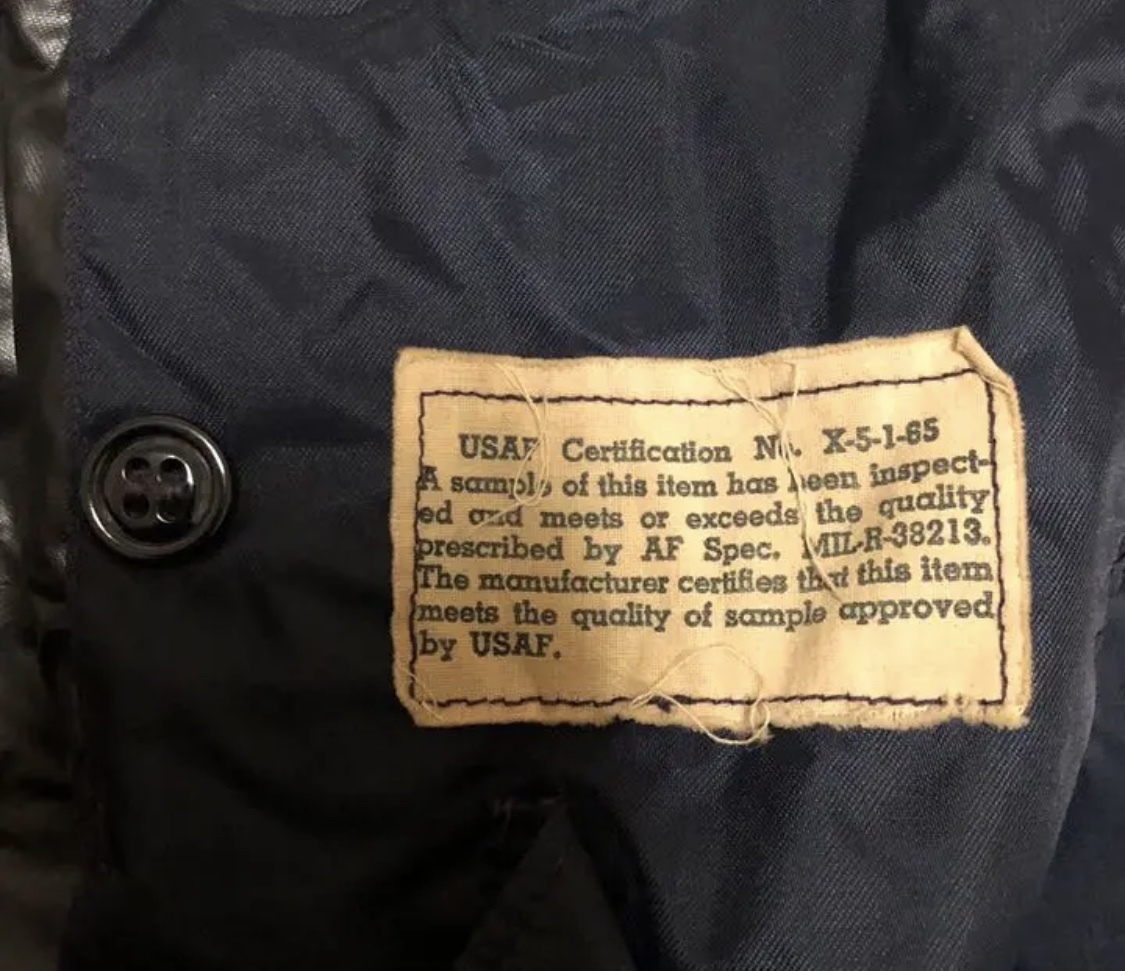 USAF Certification No. X-5-1-65
A sample of this item has been inspect-
ed and meets or exceeds the quality
prescribed by AF Spec. MIL-R-38213.
The manufacturer certifies that this item
meets the quality of sample approved
by USAF.